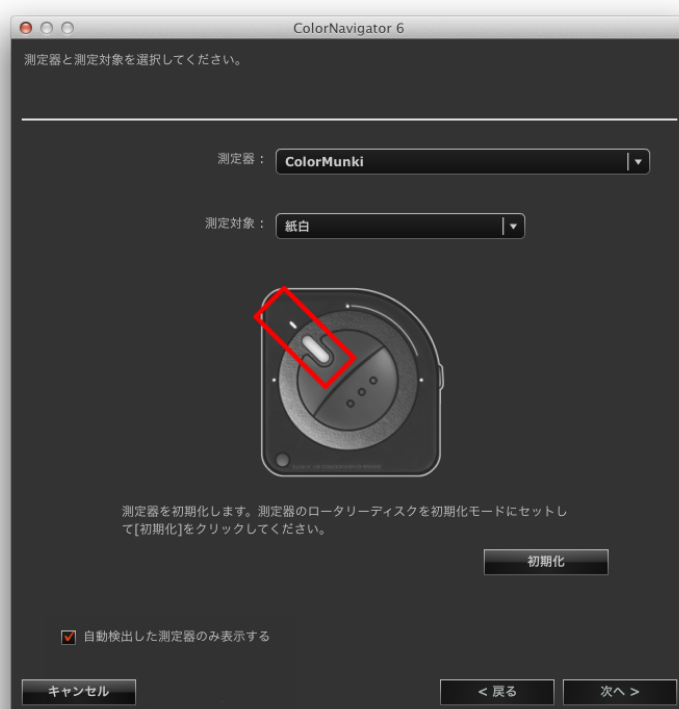 ColorNavigator 6
測定器と測定対象を選択してください。
測定器： ColorMunki
測定対象： 紙白
測定器を初期化します。測定器のロータリーディスクを初期化モードにセットし
て[初期化]をクリックしてください。
初期化
自動検出した測定器のみ表示する
キャンセル < 戻る 次へ >